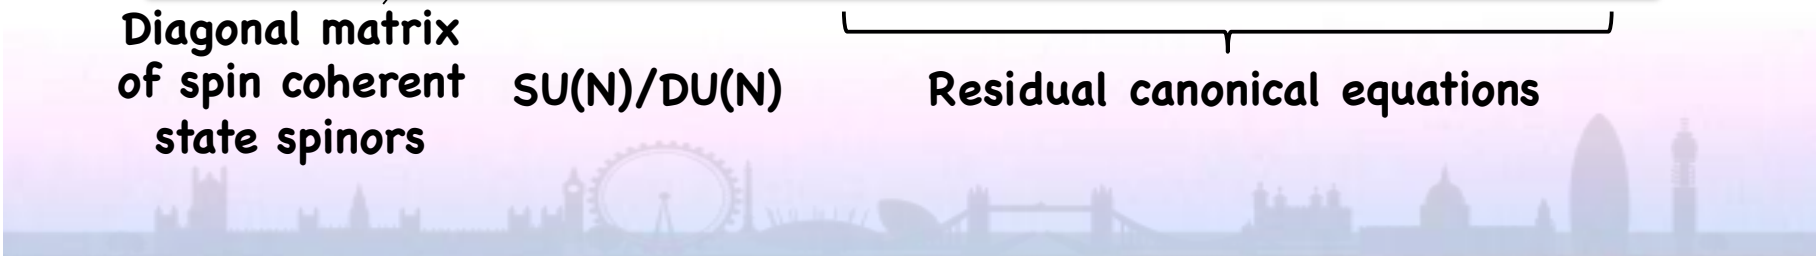 Diagonal matrix
of spin coherent
state spinors
SU(N)/DU(N)
Residual canonical equations